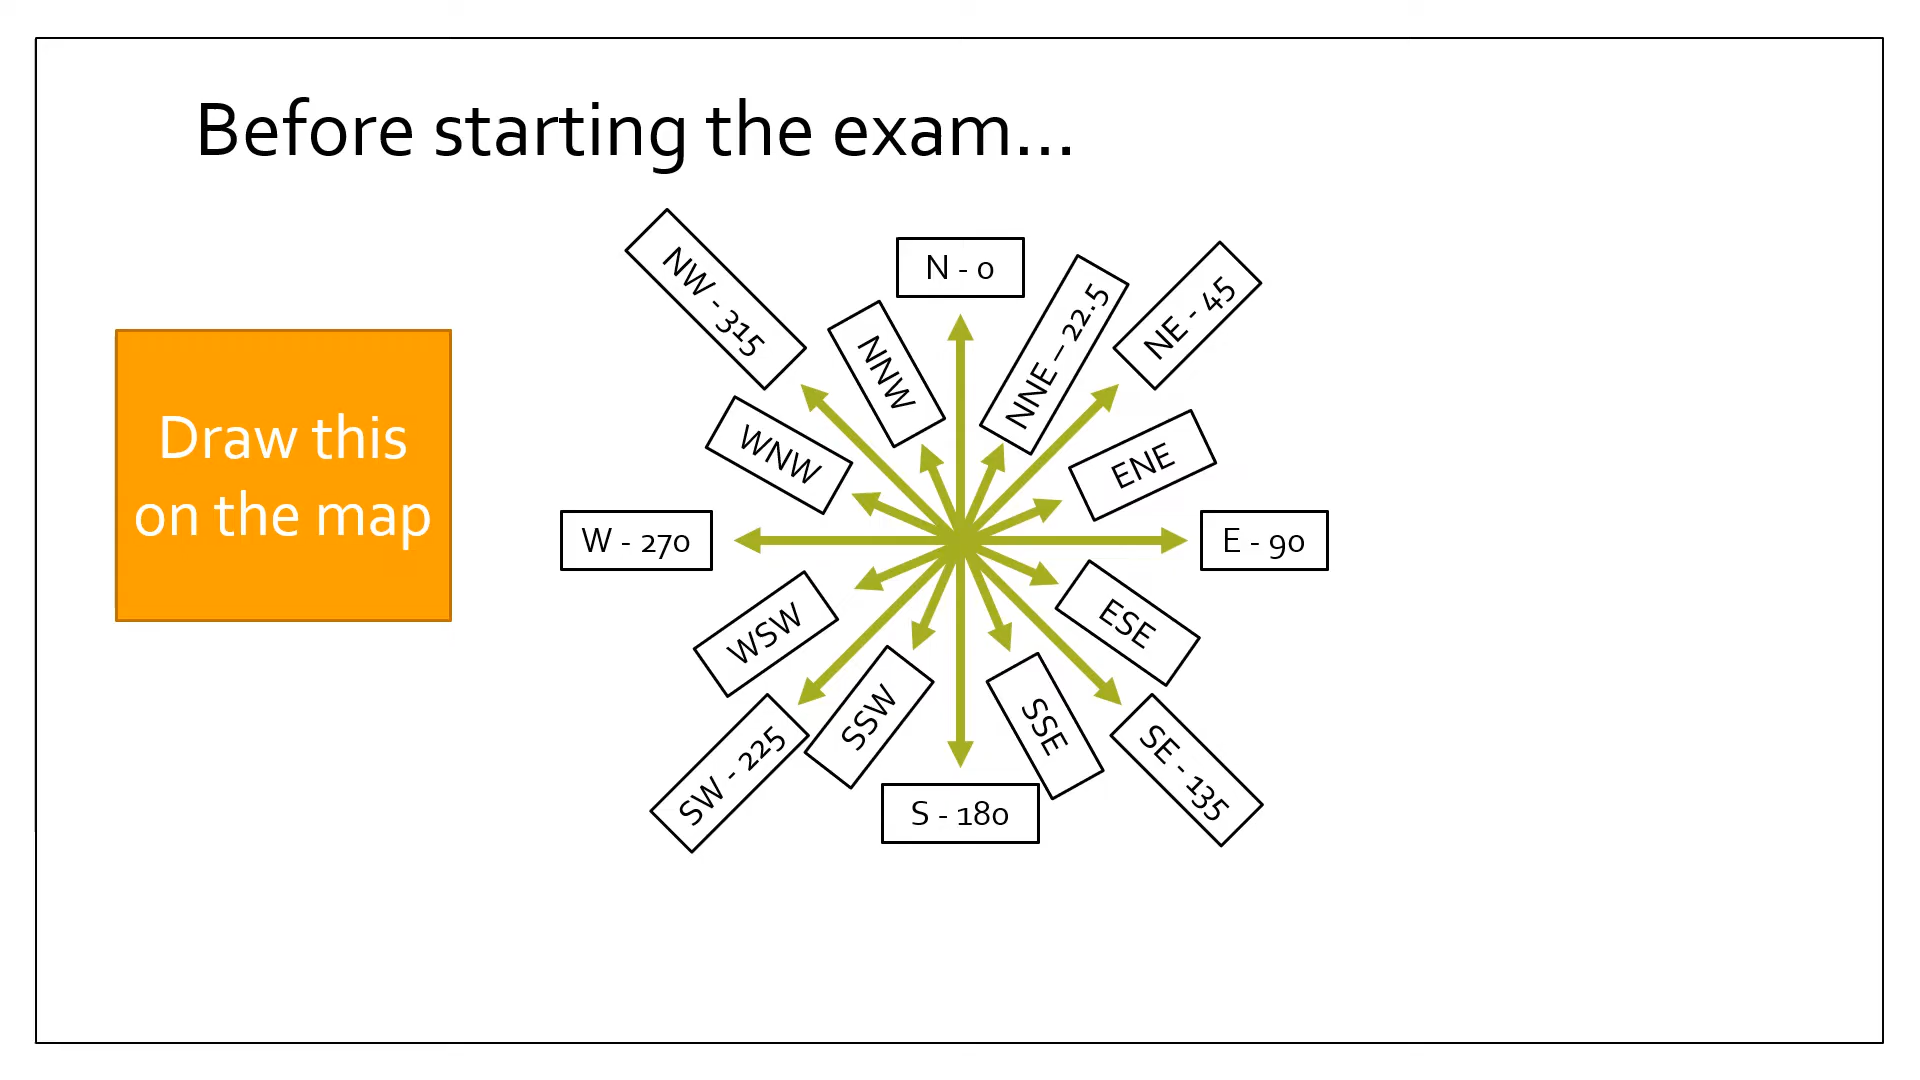 Before starting the exam...
Draw this
on the map
NW - 315
NNW
N - 0
NNE – 22.5
NE - 45
WNW
ENE
W - 270
E - 90
WSW
ESE
SW - 225
SSW
S - 180
SSE
SE - 135